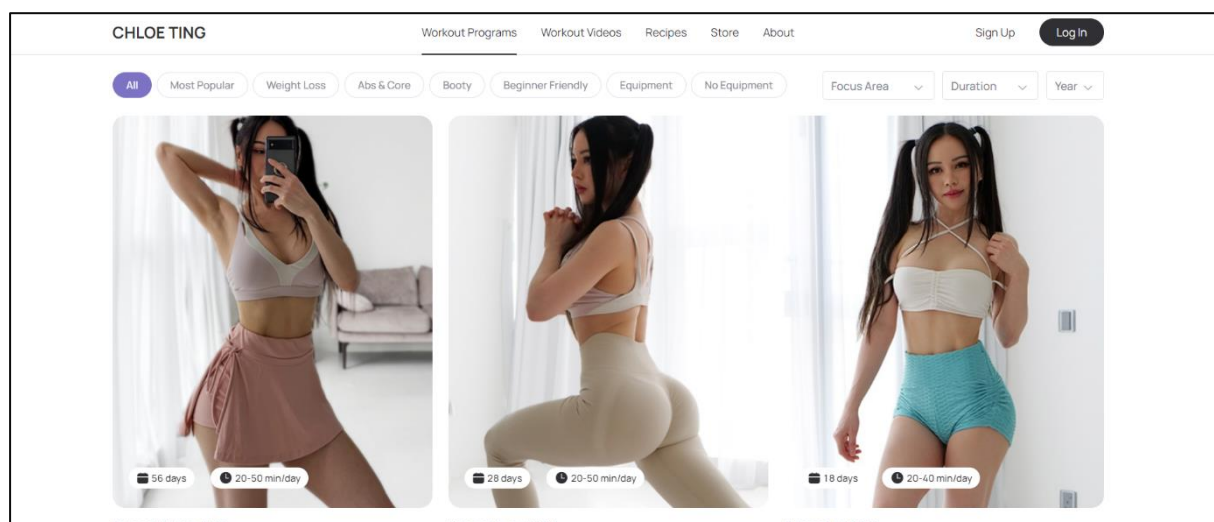 CHLOE TING
Workout Programs
Workout Videos
Recipes
Store
About
Sign Up
Log In
All
Most Popular
Weight Loss
Abs & Core
Booty
Beginner Friendly
Equipment
No Equipment
Focus Area
Duration
Year
56 days
20-50 min/day
28 days
20-50 min/day
18 days
20-40 min/day